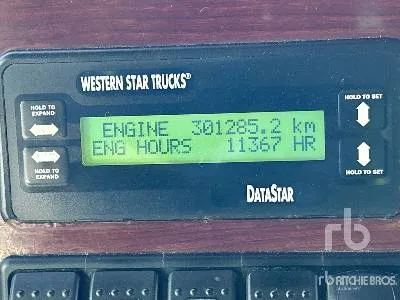 WESTERN STAR TRUCKS®
HOLD TO
EXPAND
HOLD TO SET
ENGINE 301285.2 km
ENG HOURS 11367 HR
HOLD TO
EXPAND
HOLD TO SET
DATASTAR
rb
RITCHIE BROS.